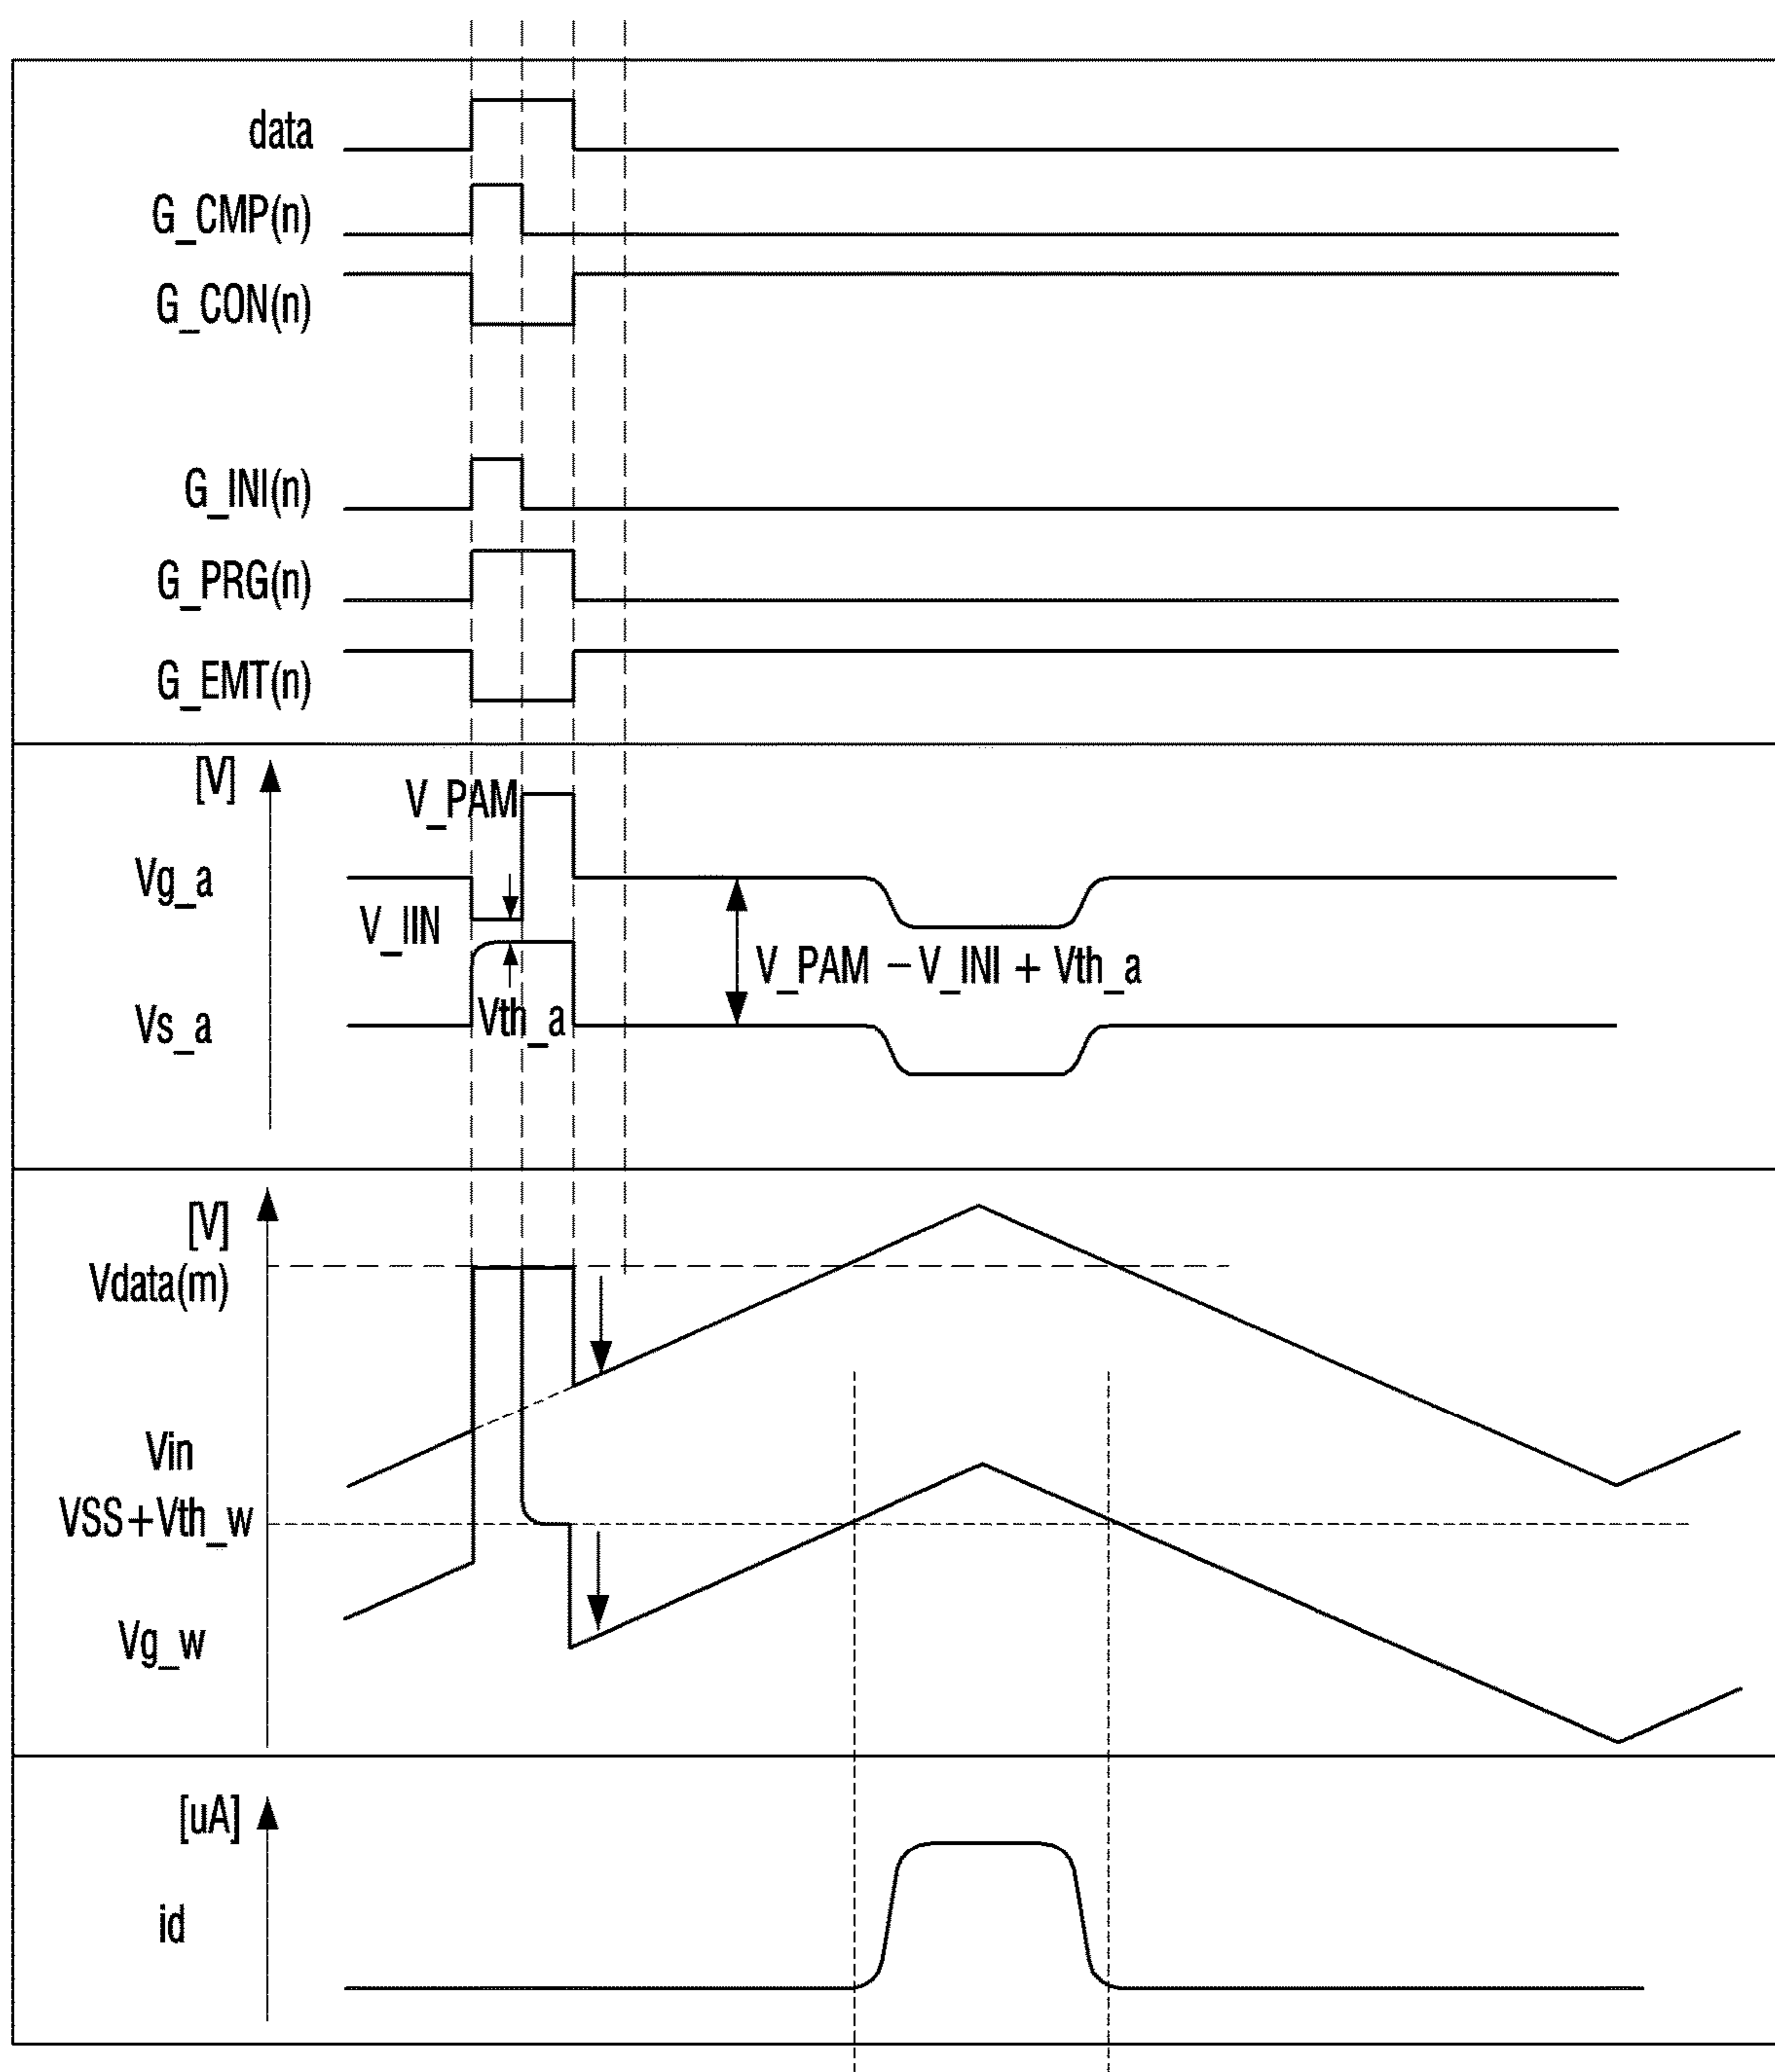 data
G_CMP(n)
G_CON(n)
G_INI(n)
G_PRG(n)
G_EMT(n)
[V]
V_PAM
Vg_a
V_IIN
V_PAM −V_INI + Vth_a
Vs_a
Vth_a
[V]
Vdata(m)
Vin
VSS+Vth_w
Vg_w
[uA]
id